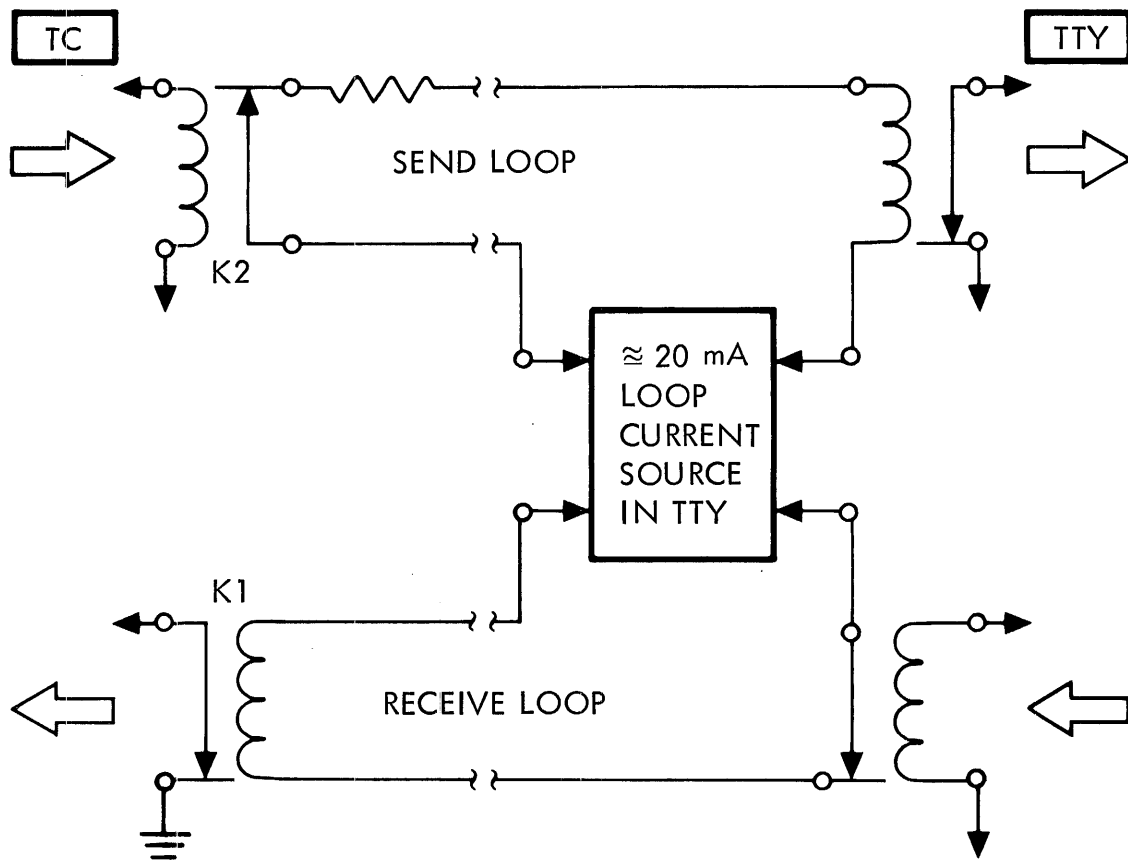 TC
TTY
SEND LOOP
K2
≅ 20 mA
LOOP
CURRENT
SOURCE
IN TTY
K1
RECEIVE LOOP